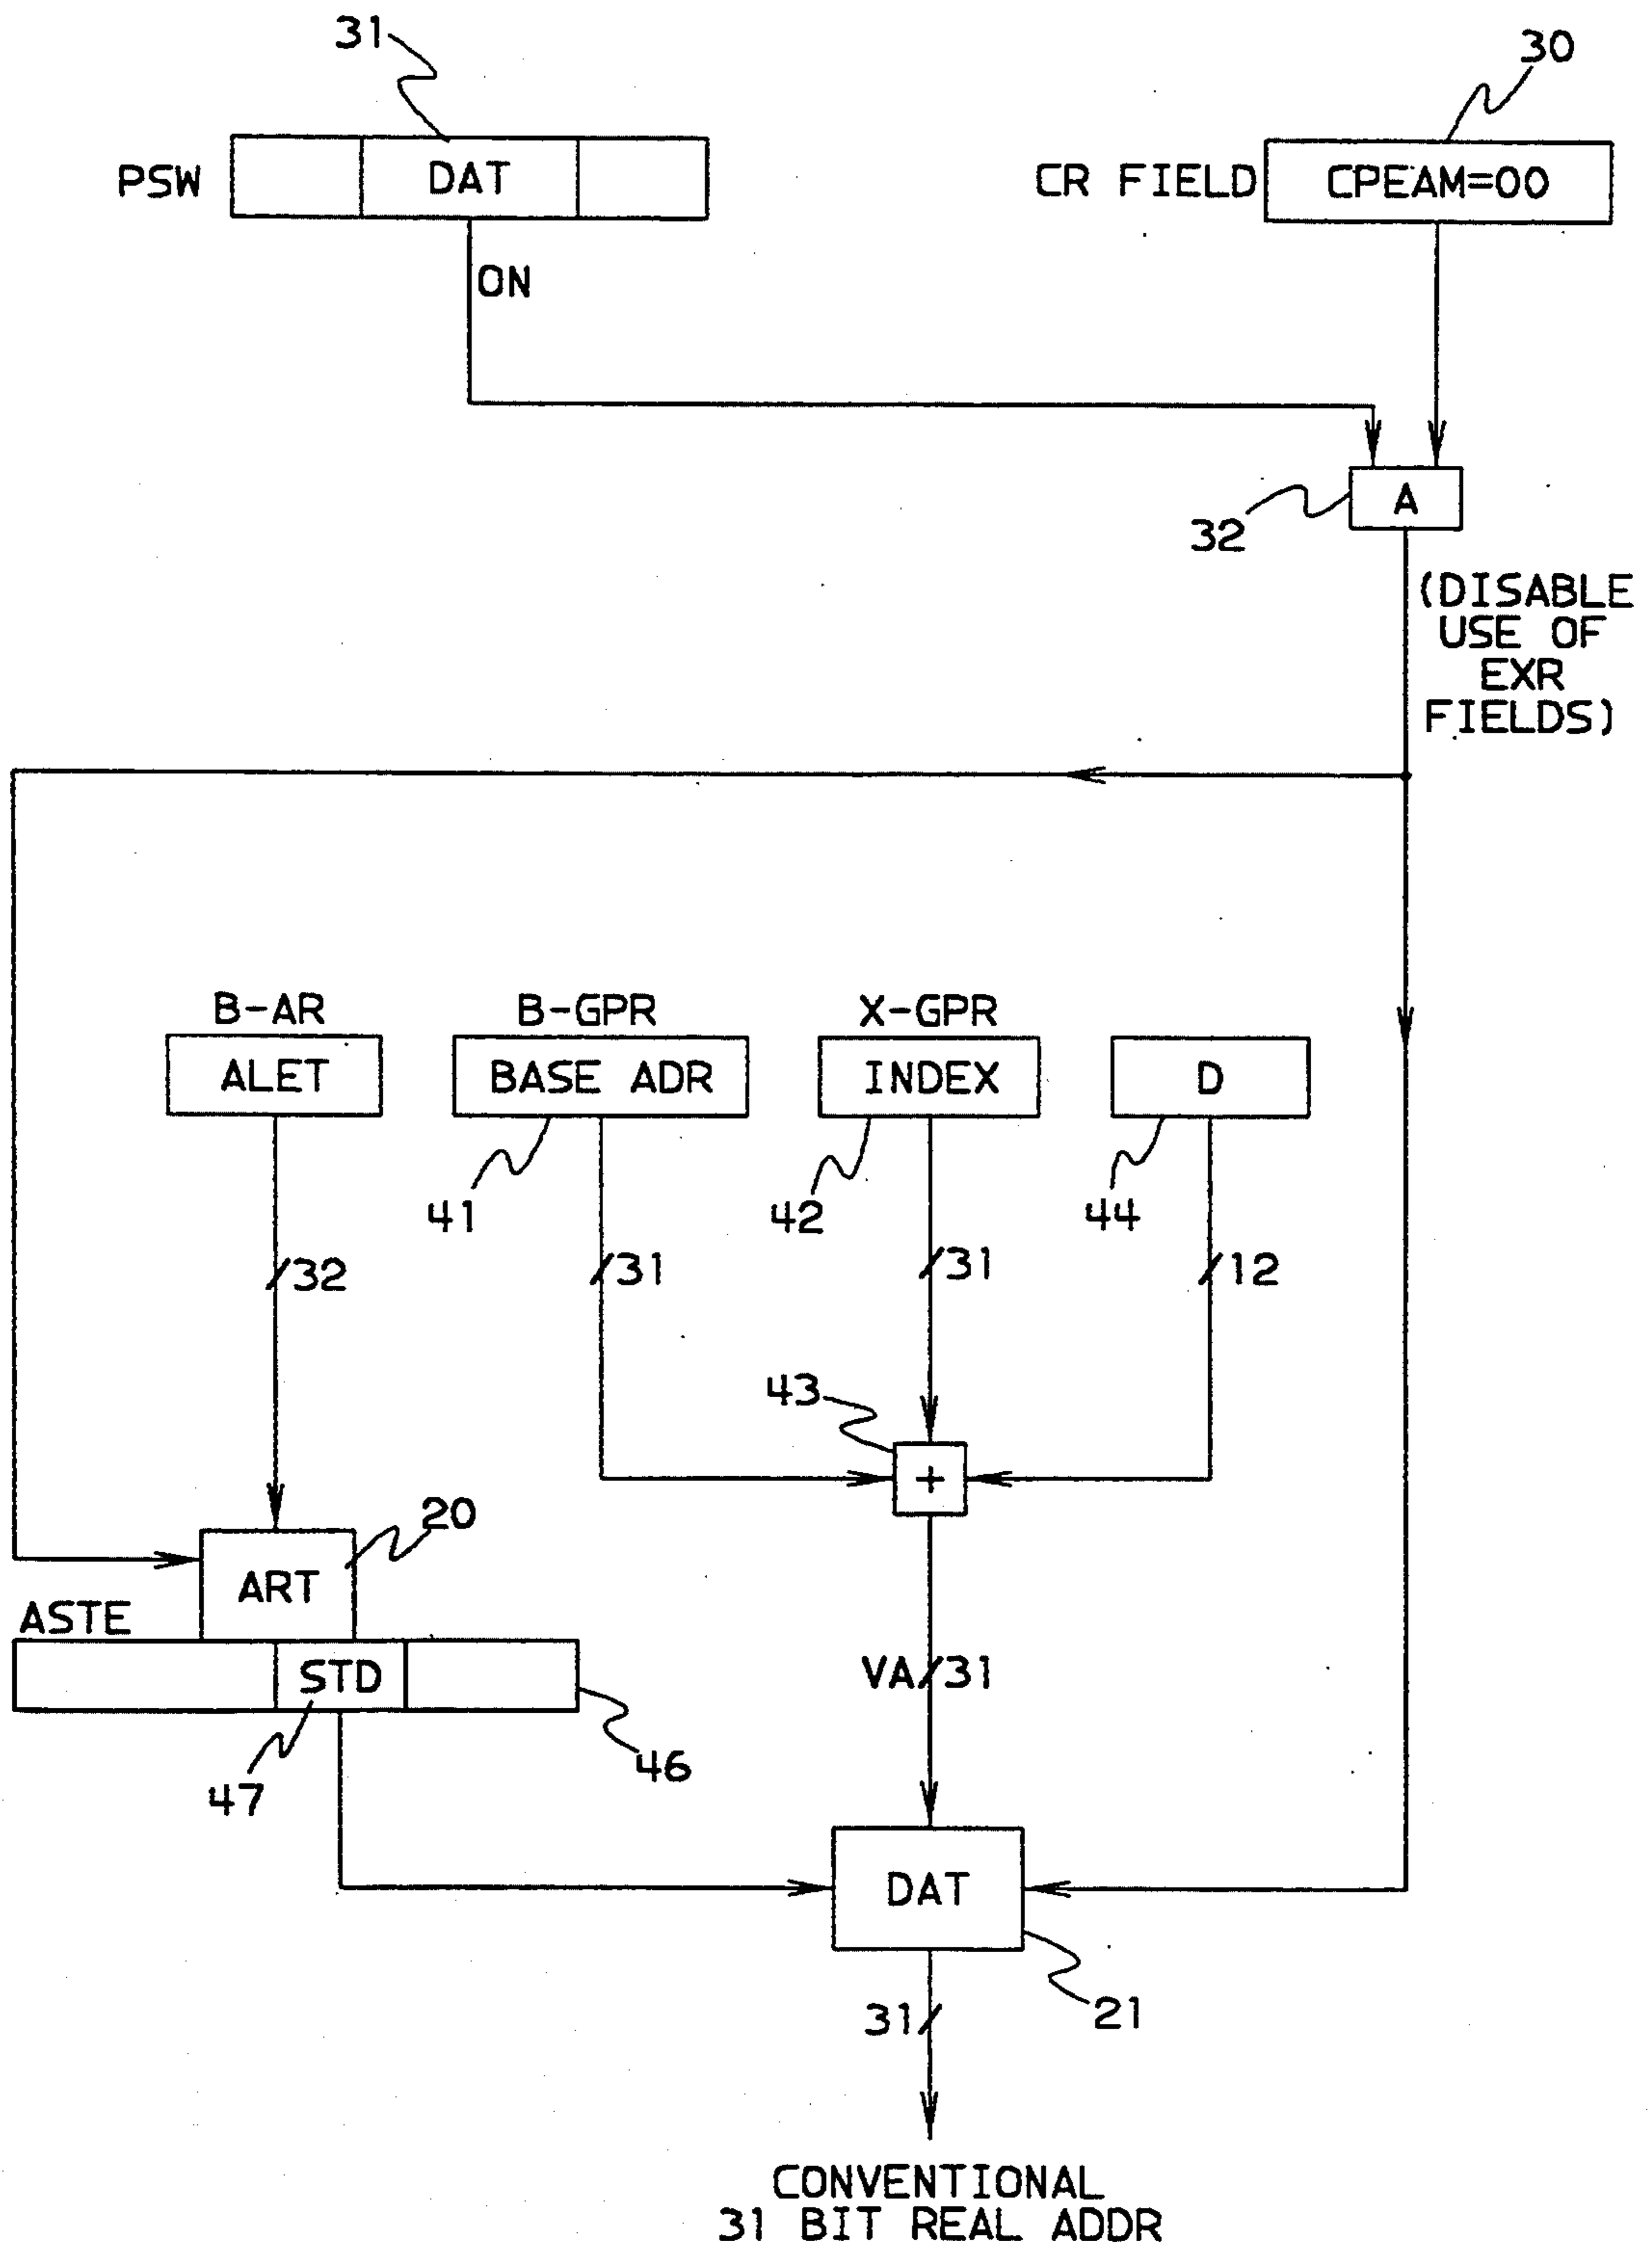 31
30
PSW
DAT
CR FIELD
CPEAM=00
ON
A
32
(DISABLE
USE OF
EXR
FIELDS)
B-AR
B-GPR
X-GPR
ALET
BASE ADR
INDEX
D
41
42
44
32
31
31
12
43
+
20
ART
ASTE
STD
VA
31
47
46
DAT
21
31
CONVENTIONAL
31 BIT REAL ADDR